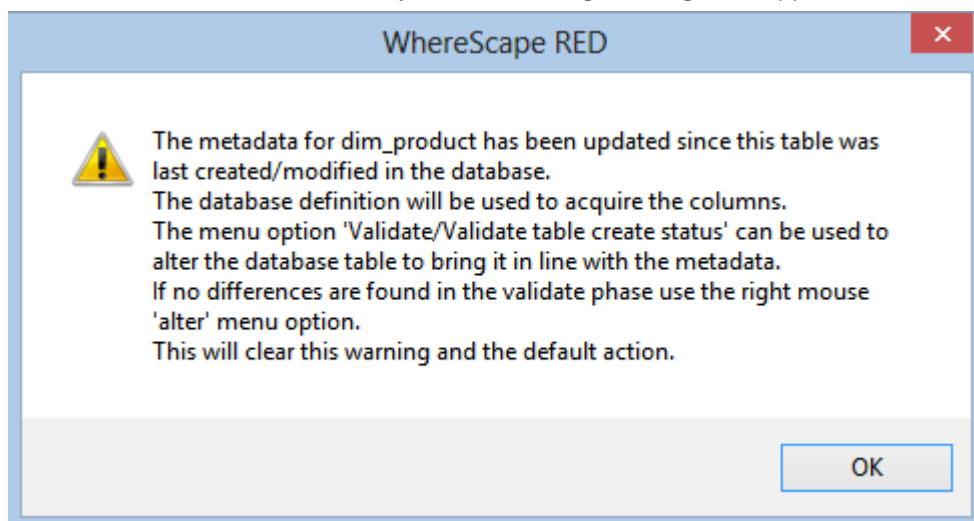 WhereScape RED
The metadata for dim_product has been updated since this table was
last created/modified in the database.
The database definition will be used to acquire the columns.
The menu option 'Validate/Validate table create status' can be used to
alter the database table to bring it in line with the metadata.
If no differences are found in the validate phase use the right mouse
'alter' menu option.
This will clear this warning and the default action.
OK